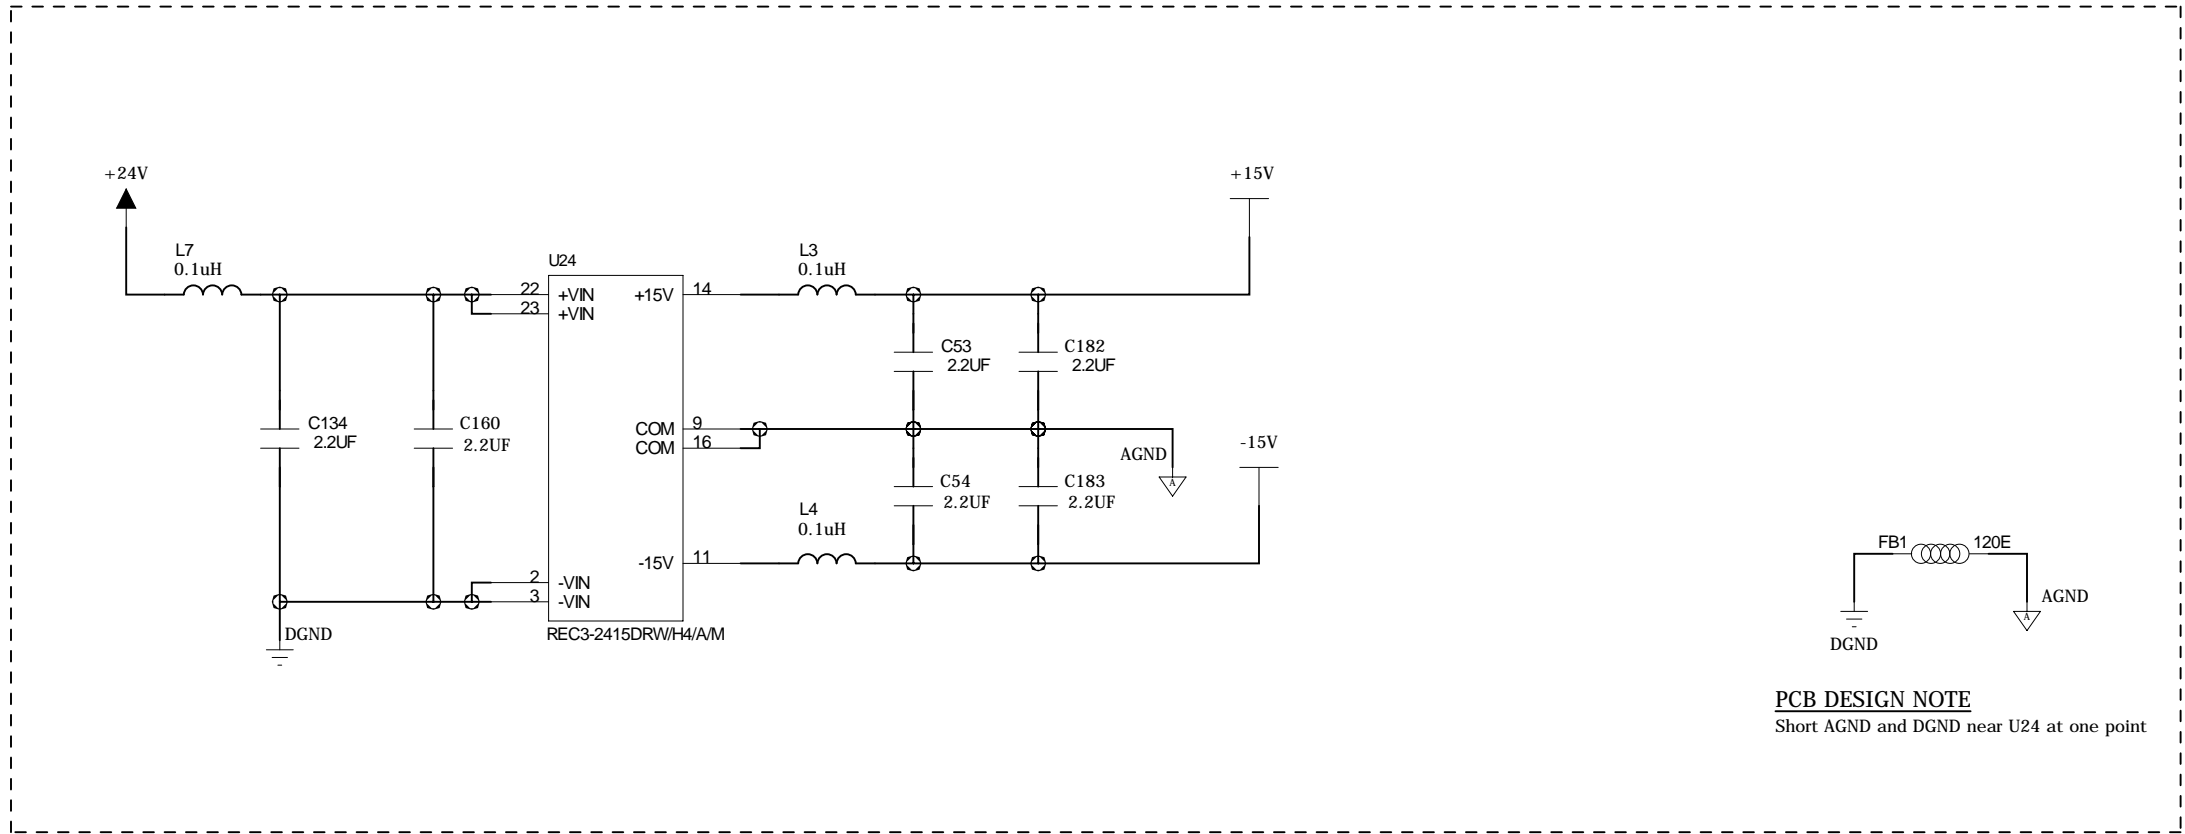 +24V
+15V
L7
0.1uH
U24
L3
0.1uH
22
+VIN
+15V
14
23
+VIN
C53
2.2UF
C182
2.2UF
C134
2.2UF
C160
2.2UF
COM
9
COM
16
-15V
AGND
A
C54
2.2UF
C183
2.2UF
L4
0.1uH
-15V
11
2
-VIN
3
-VIN
DGND
REC3-2415DRW/H4/A/M
FB1
120E
AGND
A
DGND
PCB DESIGN NOTE
Short AGND and DGND near U24 at one point